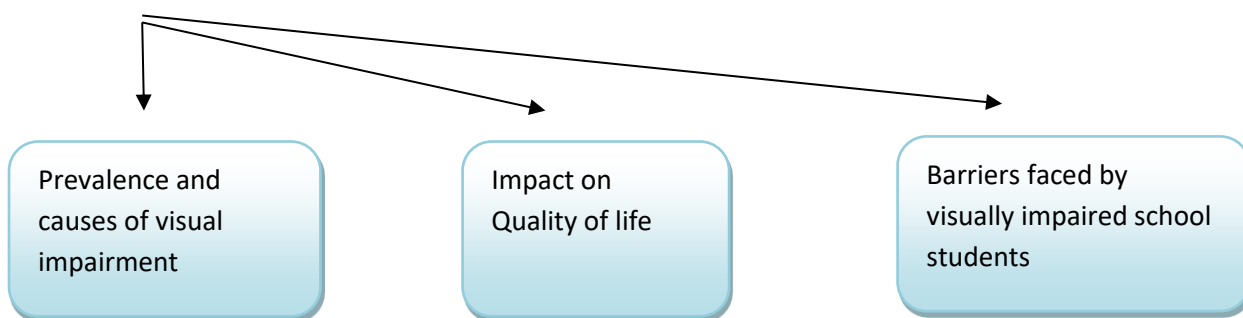 Prevalence and
causes of visual
impairment
Impact on
Quality of life
Barriers faced by
visually impaired school
students